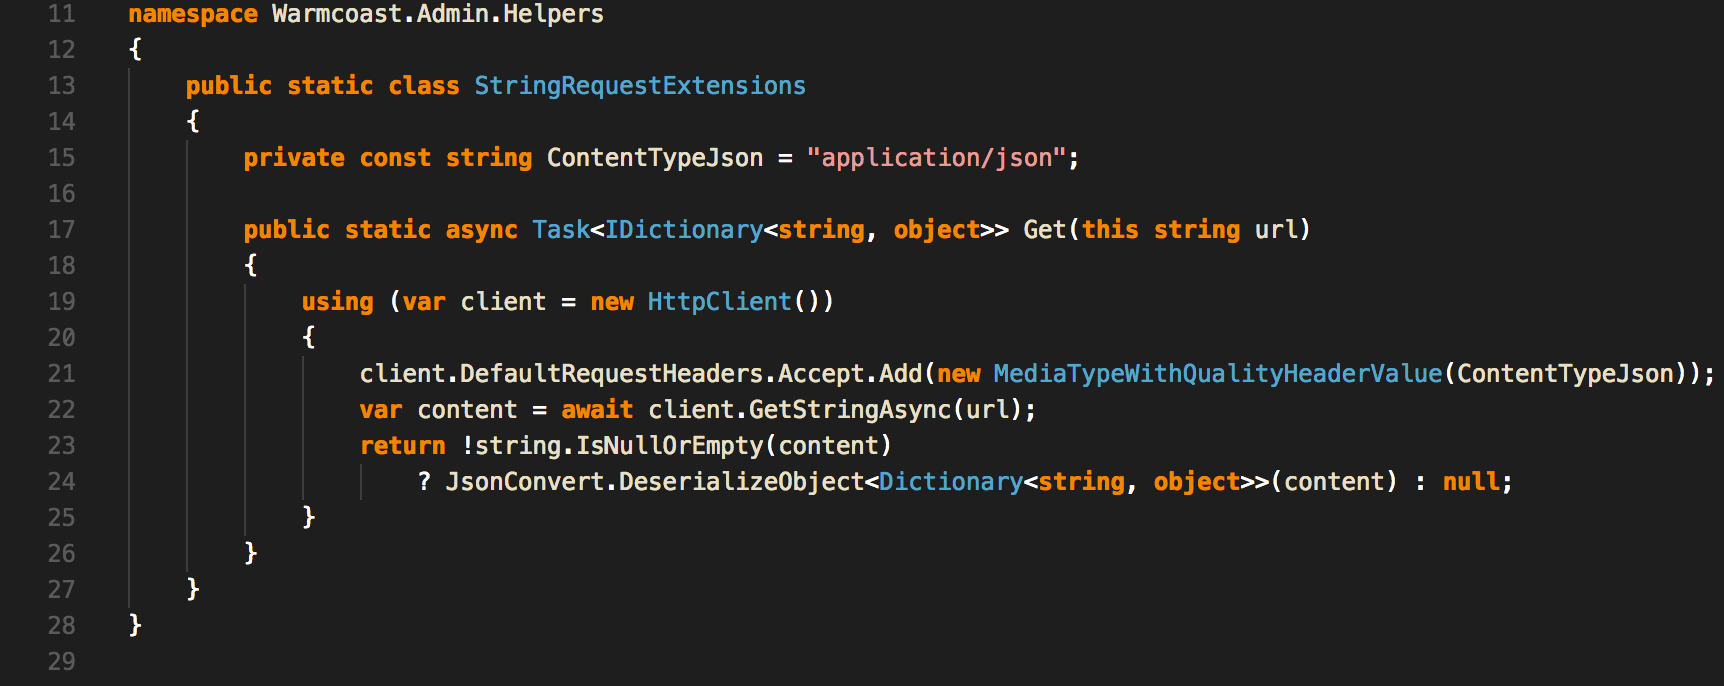 11 namespace Warmcoast.Admin.Helpers
12 {
13     public static class StringRequestExtensions
14     {
15         private const string ContentTypeJson = "application/json";
16
17         public static async Task<IDictionary<string, object>> Get(this string url)
18         {
19             using (var client = new HttpClient())
20             {
21                 client.DefaultRequestHeaders.Accept.Add(new MediaTypeWithQualityHeaderValue(ContentTypeJson));
22                 var content = await client.GetStringAsync(url);
23                 return !string.IsNullOrEmpty(content)
24                     ? JsonConvert.DeserializeObject<Dictionary<string, object>>(content) : null;
25             }
26         }
27     }
28 }
29